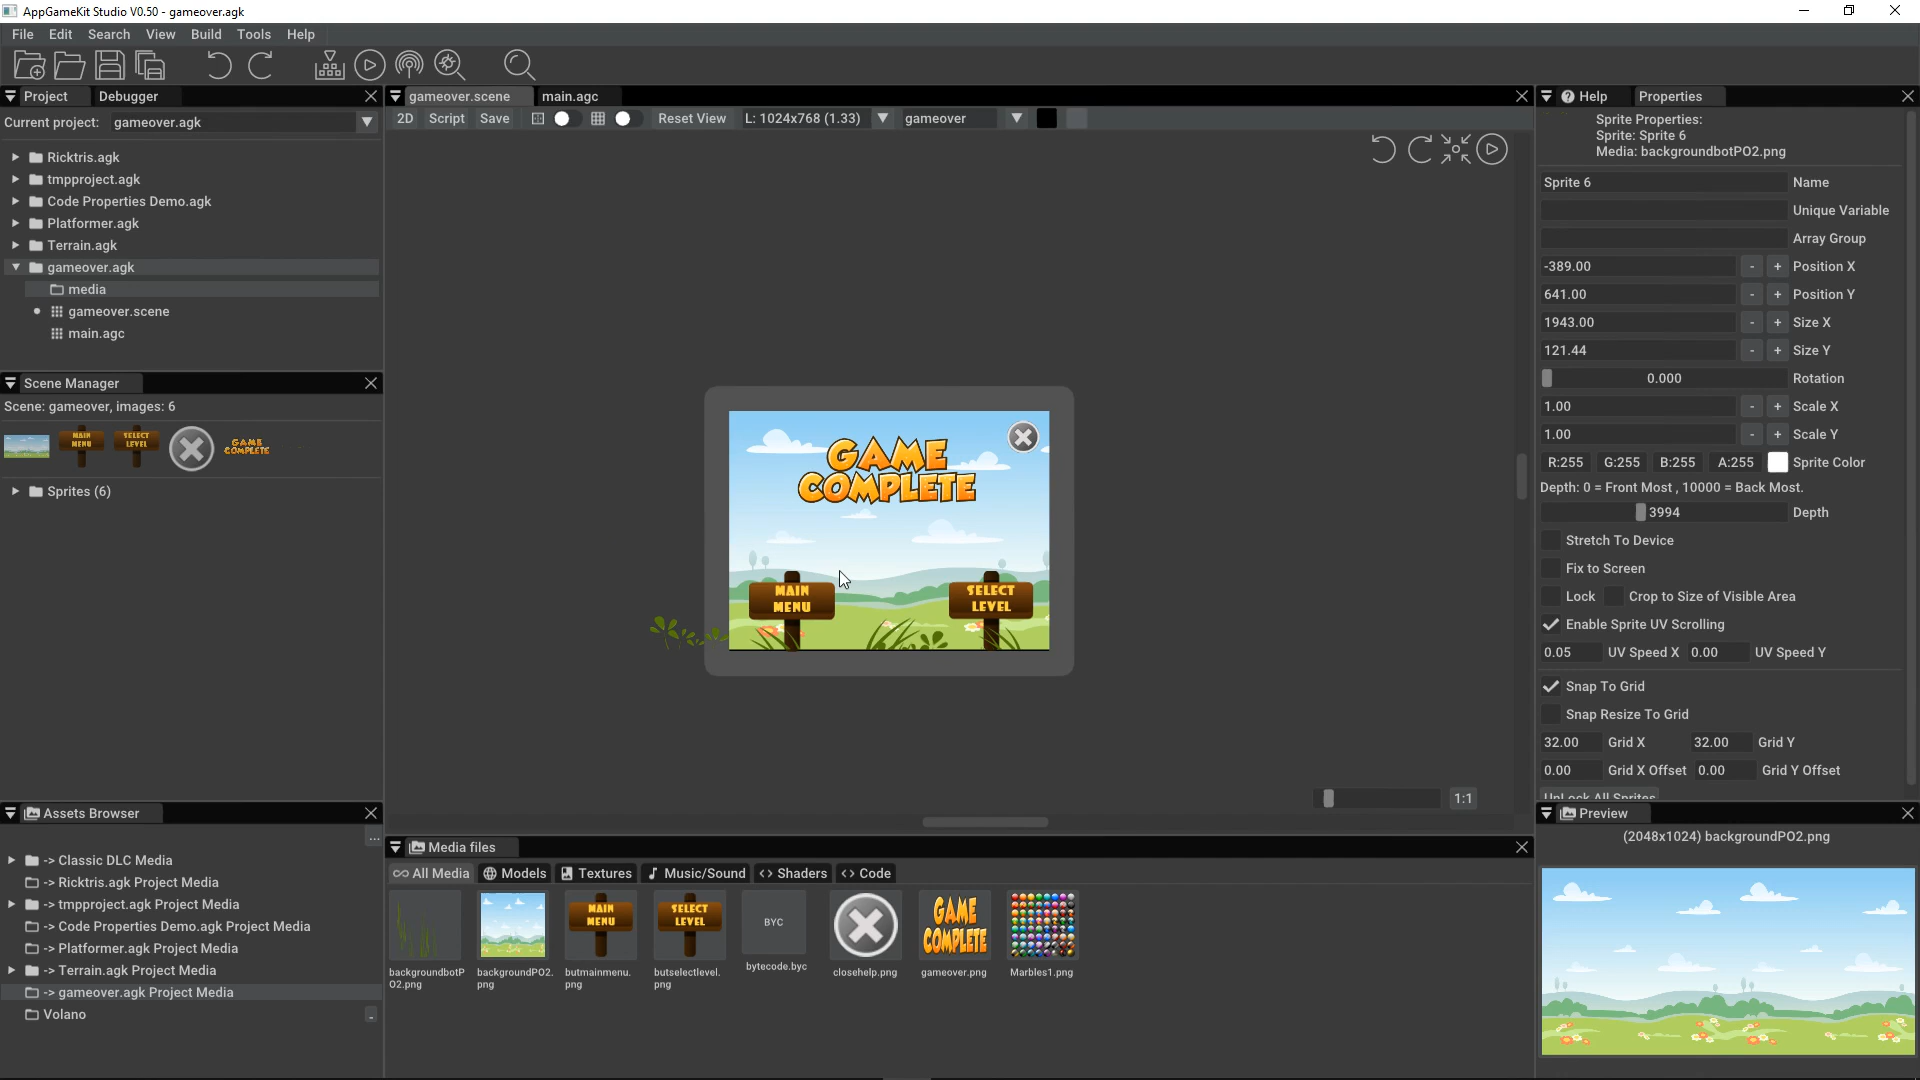 AppGameKit Studio V0.50 - gameover.agk
File Edit Search View Build Tools Help
Project Debugger
Current project: gameover.agk
Ricktris.agk
tmpproject.agk
Code Properties Demo.agk
Platformer.agk
Terrain.agk
gameover.agk
media
gameover.scene
main.agc
Scene Manager
Scene: gameover, images: 6
MAIN MENU
SELECT LEVEL
GAME COMPLETE
Sprites (6)
Assets Browser
...
-> Classic DLC Media
-> Ricktris.agk Project Media
-> tmpproject.agk Project Media
-> Code Properties Demo.agk Project Media
-> Platformer.agk Project Media
-> Terrain.agk Project Media
-> gameover.agk Project Media
Volano
gameover.scene main.agc
2D Script Save Reset View L: 1024x768 (1.33) gameover
GAME
COMPLETE
MAIN
MENU
SELECT
LEVEL
1:1
Media files
All Media Models Textures Music/Sound Shaders Code
MAIN MENU
SELECT LEVEL
BYC
GAME COMPLETE
backgroundbotP
02.png
backgroundPO2.
png
butmainmenu.
png
butselectlevel.
png
bytecode.byc
closehelp.png
gameover.png
Marbles1.png
Help Properties
Sprite Properties:
Sprite: Sprite 6
Media: backgroundbotPO2.png
Sprite 6 Name
Unique Variable
Array Group
-389.00 - + Position X
641.00 - + Position Y
1943.00 - + Size X
121.44 - + Size Y
0.000 Rotation
1.00 - + Scale X
1.00 - + Scale Y
R:255 G:255 B:255 A:255 Sprite Color
Depth: 0 = Front Most , 10000 = Back Most.
3994 Depth
Stretch To Device
Fix to Screen
Lock Crop to Size of Visible Area
Enable Sprite UV Scrolling
0.05 UV Speed X 0.00 UV Speed Y
Snap To Grid
Snap Resize To Grid
32.00 Grid X 32.00 Grid Y
0.00 Grid X Offset 0.00 Grid Y Offset
UnLock All Sprites
Preview
(2048x1024) backgroundPO2.png